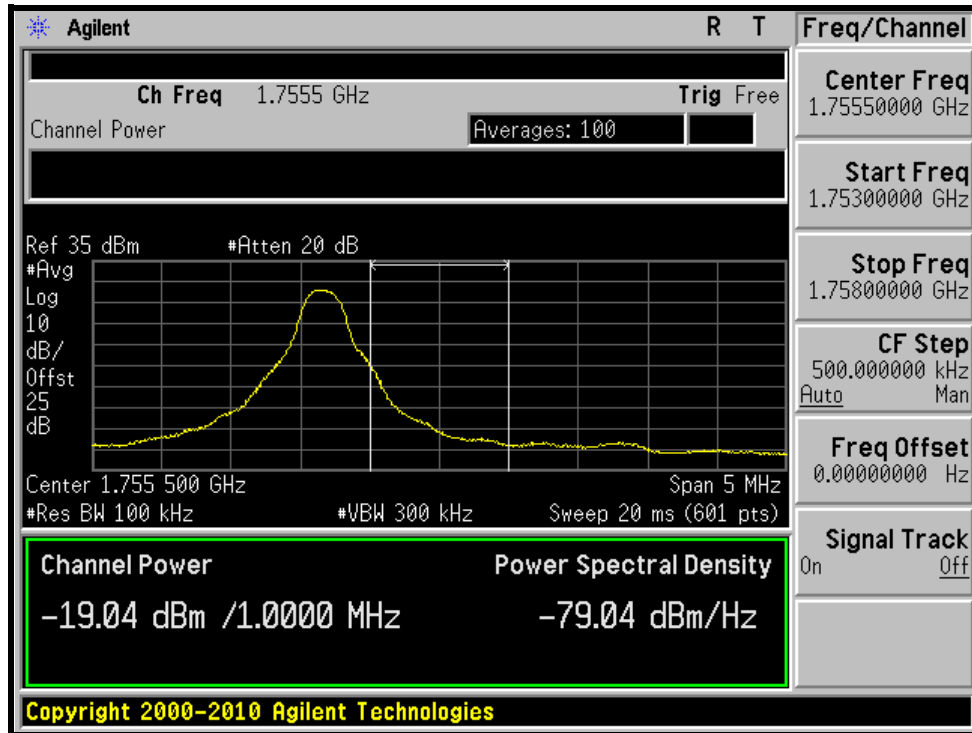 Agilent R T
Ch Freq 1.7555 GHz Trig Free
Channel Power Averages: 100
Ref 35 dBm #Atten 20 dB
#Avg
Log
10
dB/
Offst
25
dB
Center 1.755 500 GHz Span 5 MHz
#Res BW 100 kHz #VBW 300 kHz Sweep 20 ms (601 pts)
Channel Power Power Spectral Density
-19.04 dBm /1.0000 MHz -79.04 dBm/Hz
Copyright 2000-2010 Agilent Technologies
Freq/Channel
Center Freq
1.75550000 GHz
Start Freq
1.75300000 GHz
Stop Freq
1.75800000 GHz
CF Step
500.000000 kHz
Auto Man
Freq Offset
0.00000000 Hz
Signal Track
On Off